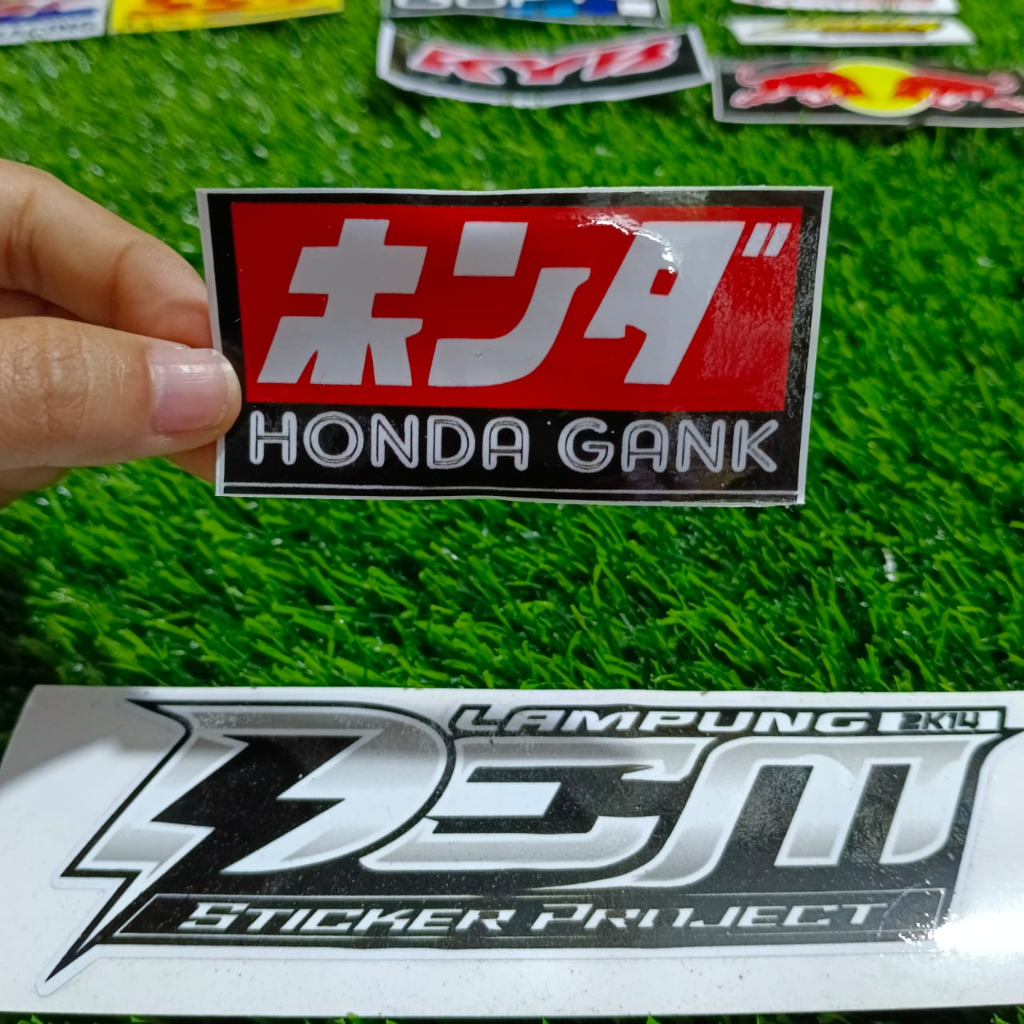 KYB
ホンダ
HONDA GANK
LAMPUNG 2K14
DEM
STICKER PROJECT